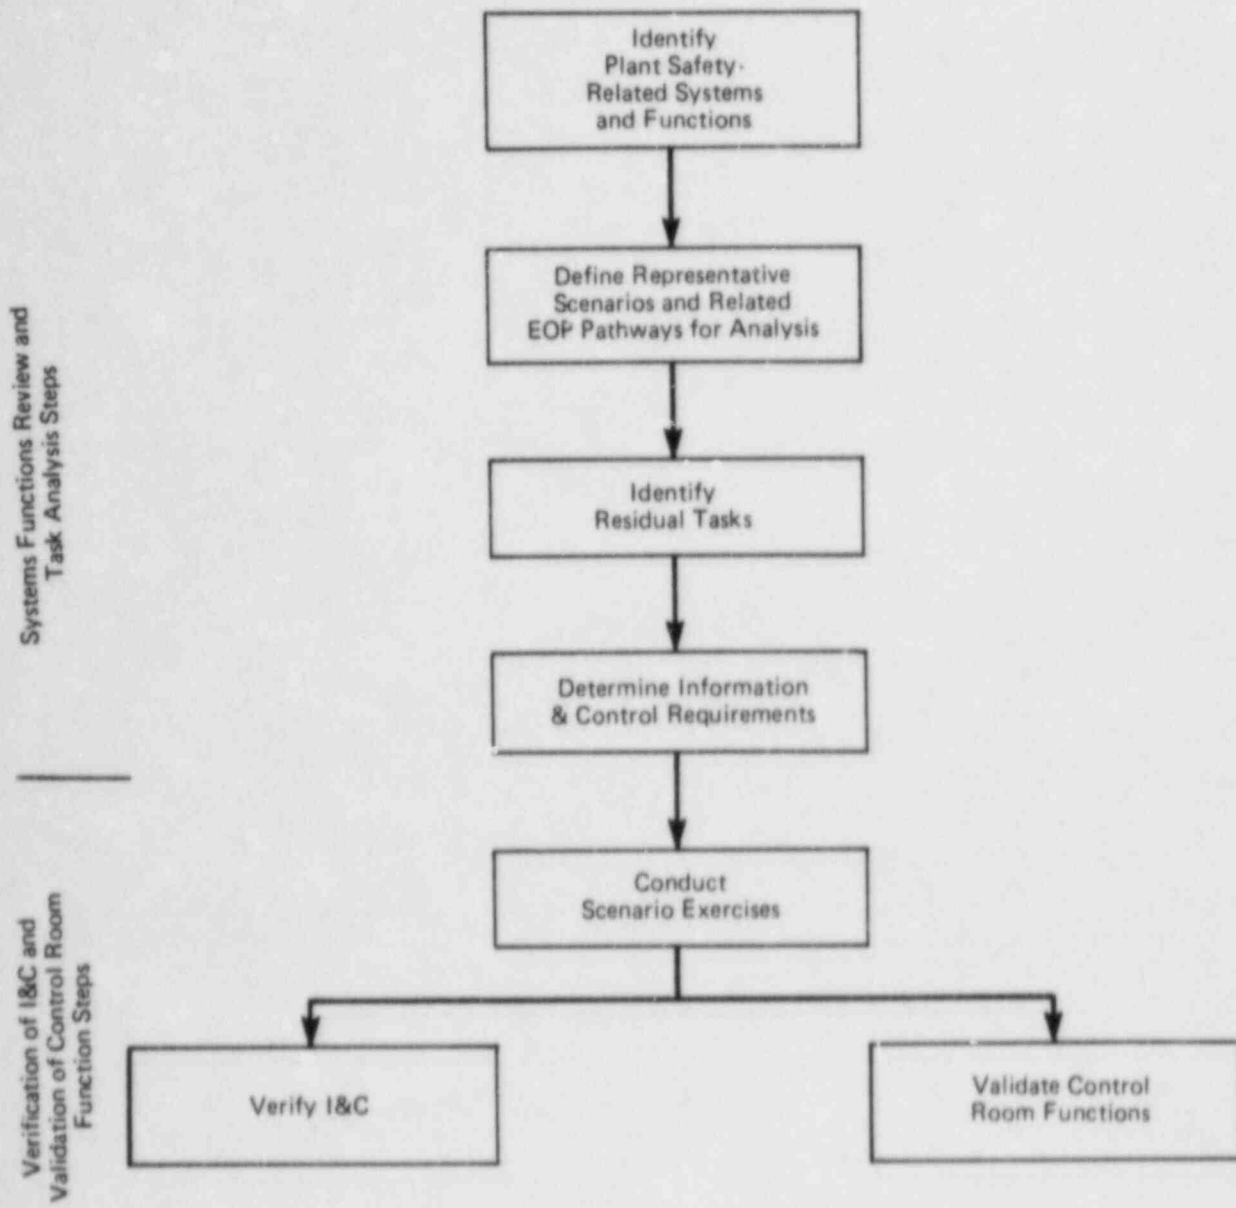 Identify
Plant Safety-
Related Systems
and Functions
Define Representative
Scenarios and Related
EOP Pathways for Analysis
Identify
Residual Tasks
Determine Information
& Control Requirements
Systems Functions Review and
Task Analysis Steps
Conduct
Scenario Exercises
Verify I&C
Validate Control
Room Functions
Verification of I&C and
Validation of Control Room
Function Steps